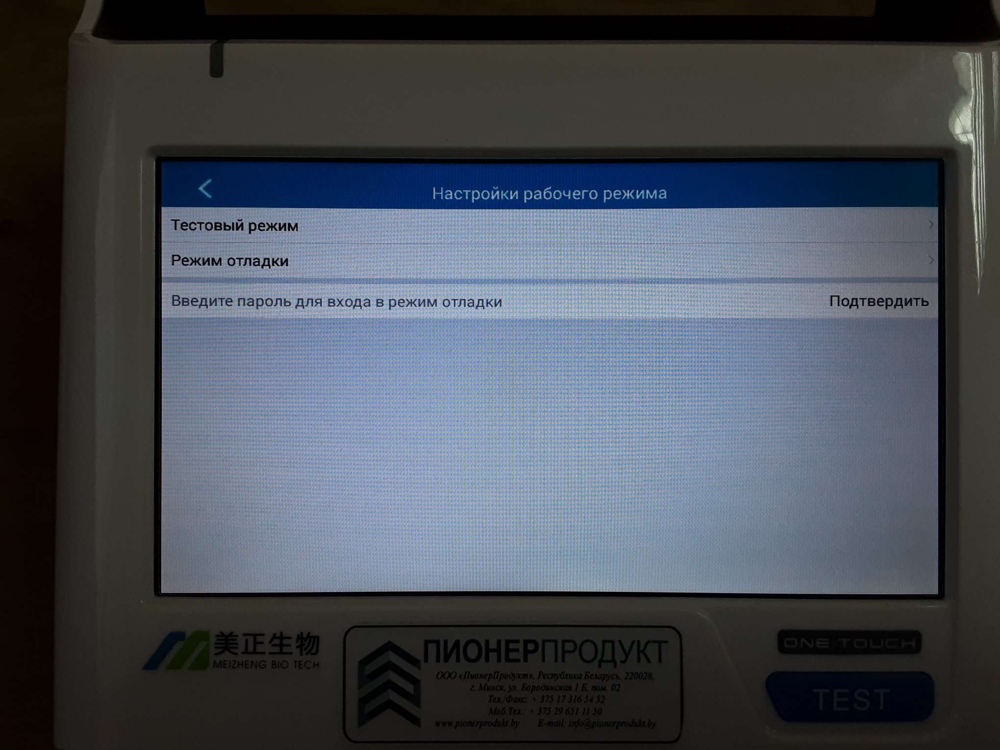 Настройки рабочего режима
Тестовый режим
Режим отладки
Введите пароль для входа в режим отладки
Подтвердить
美正生物
MEIZHENG BIO TECH
ПИОНЕРПРОДУКТ
ООО «ПионерПродукт», Республика Беларусь, 220028,
г. Минск, ул. Бородинская 1 Б, пом. 02
Тел./Факс: + 375 17 316 54 52
Моб.Тел.: + 375 29 651 11 50
www.pionerprodukt.by E-mail: info@pionerprodukt.by
ONE TOUCH
TEST